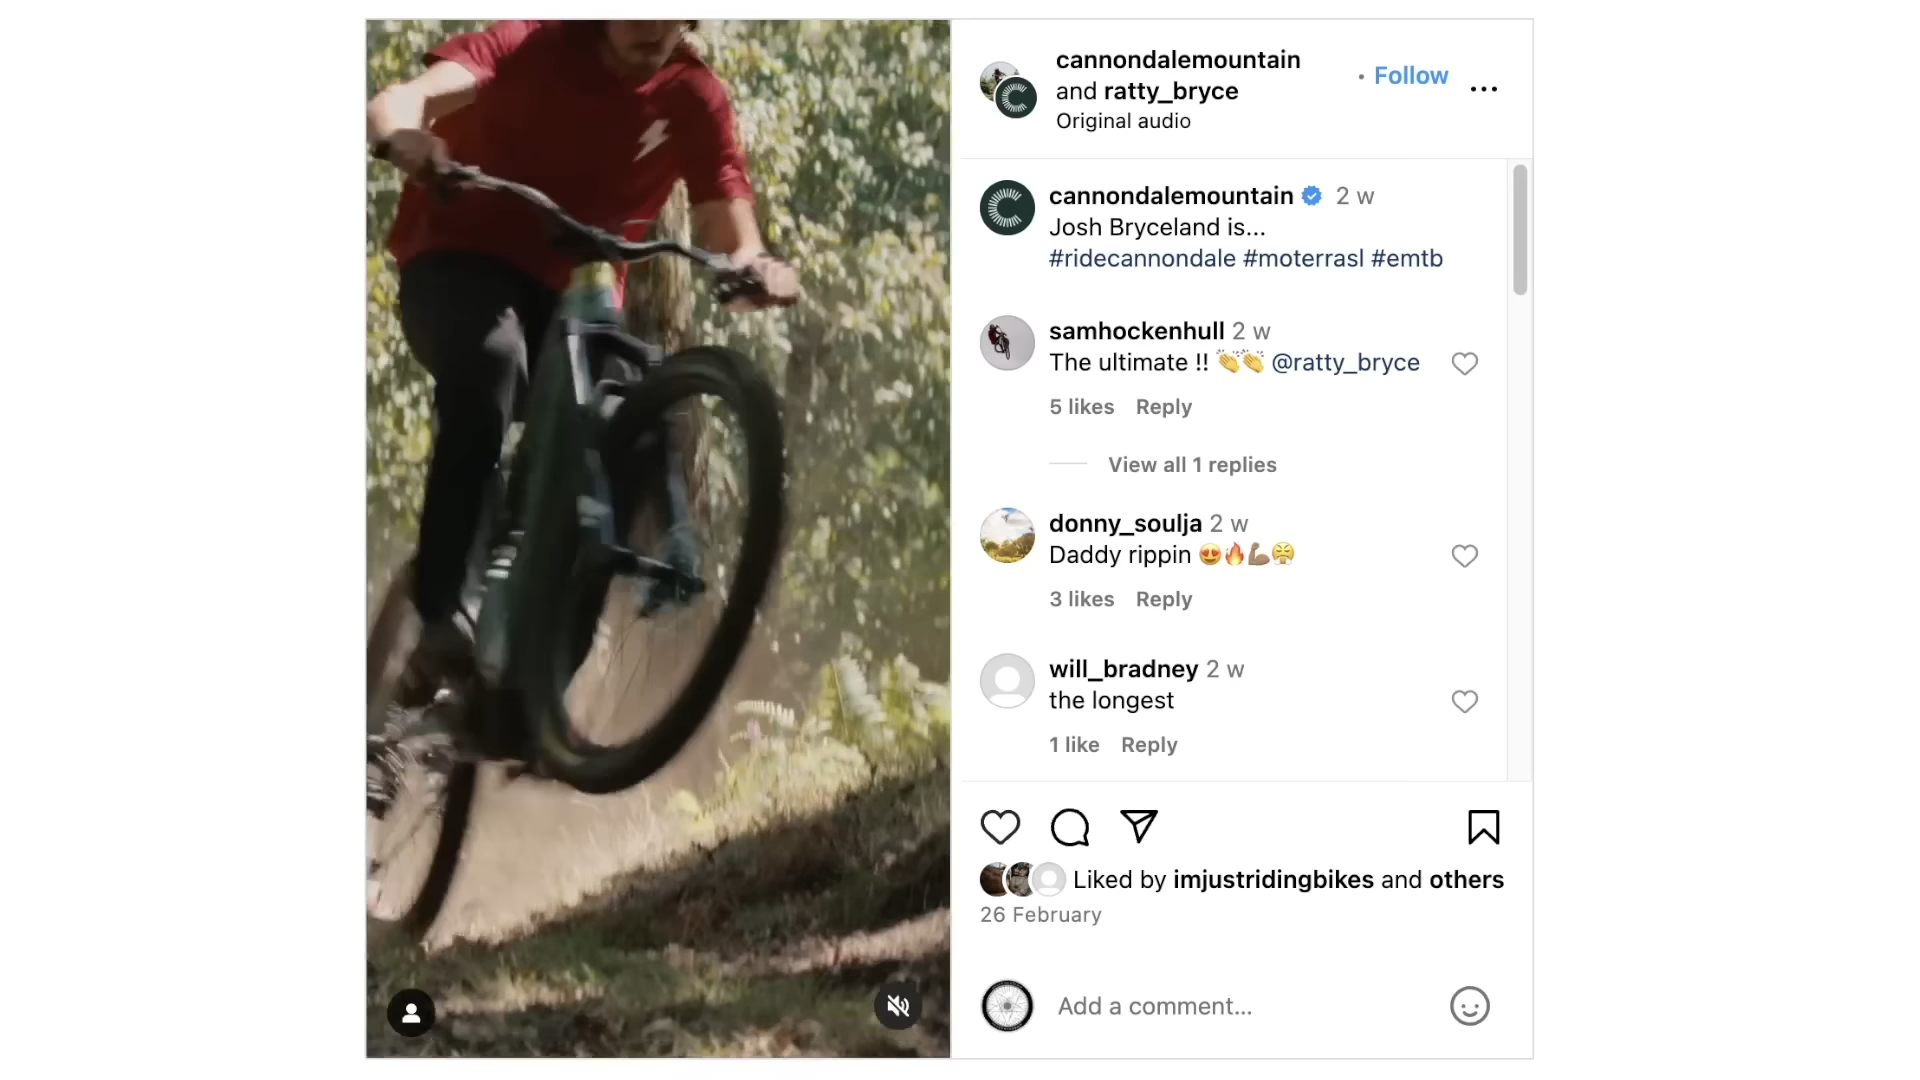 cannondalemountain
and ratty_bryce
Original audio
• Follow
cannondalemountain 2 w
Josh Bryceland is...
#ridecannondale #moterrasl #emtb
samhockenhull 2 w
The ultimate !! 👏👏 @ratty_bryce
5 likes Reply
View all 1 replies
donny_soulja 2 w
Daddy rippin 😍🔥💪🏽😤
3 likes Reply
will_bradney 2 w
the longest
1 like Reply
Liked by imjustridingbikes and others
26 February
Add a comment...